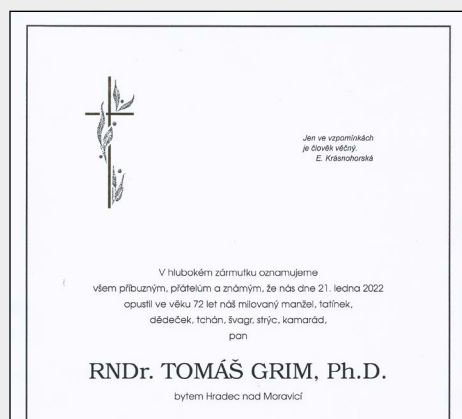 Jen ve vzpomínkách
je člověk věčný.
E. Krásnohorská
V hlubokém zármutku oznamujeme
všem příbuzným, přátelům a známým, že nás dne 21. ledna 2022
opustil ve věku 72 let náš milovaný manžel, tatínek,
dědeček, tchán, švagr, strýc, kamarád,
pan
RNDr. TOMÁŠ GRIM, Ph.D.
bytem Hradec nad Moravicí